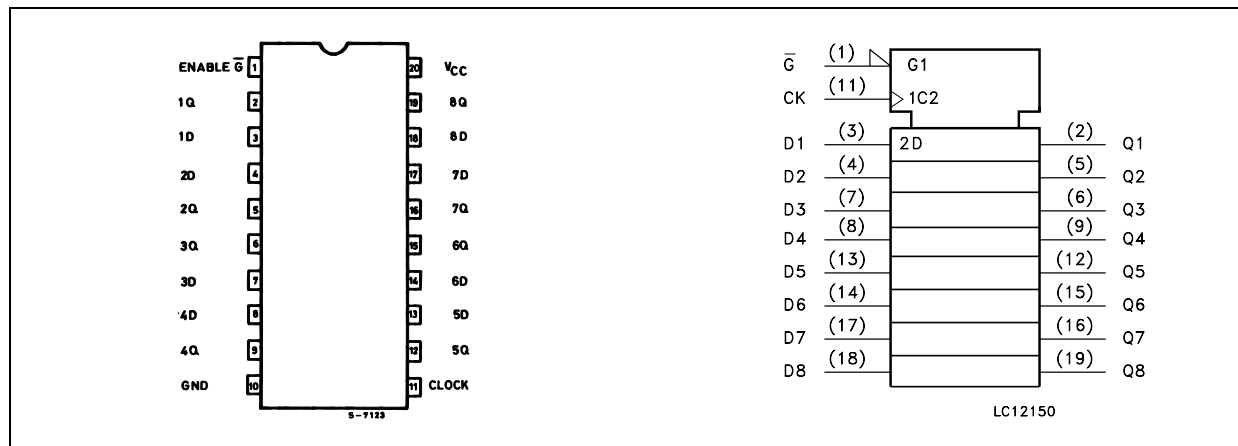 ENABLE G̅ 1 20 VCC
1Q 2 19 8Q
1D 3 18 8D
2D 4 17 7D
2Q 5 16 7Q
3Q 6 15 6Q
3D 7 14 6D
4D 8 13 5D
4Q 9 12 5Q
GND 10 11 CLOCK
S-7123
G̅ (1) G1
CK (11) 1C2
D1 (3) 2D (2) Q1
D2 (4) (5) Q2
D3 (7) (6) Q3
D4 (8) (9) Q4
D5 (13) (12) Q5
D6 (14) (15) Q6
D7 (17) (16) Q7
D8 (18) (19) Q8
LC12150